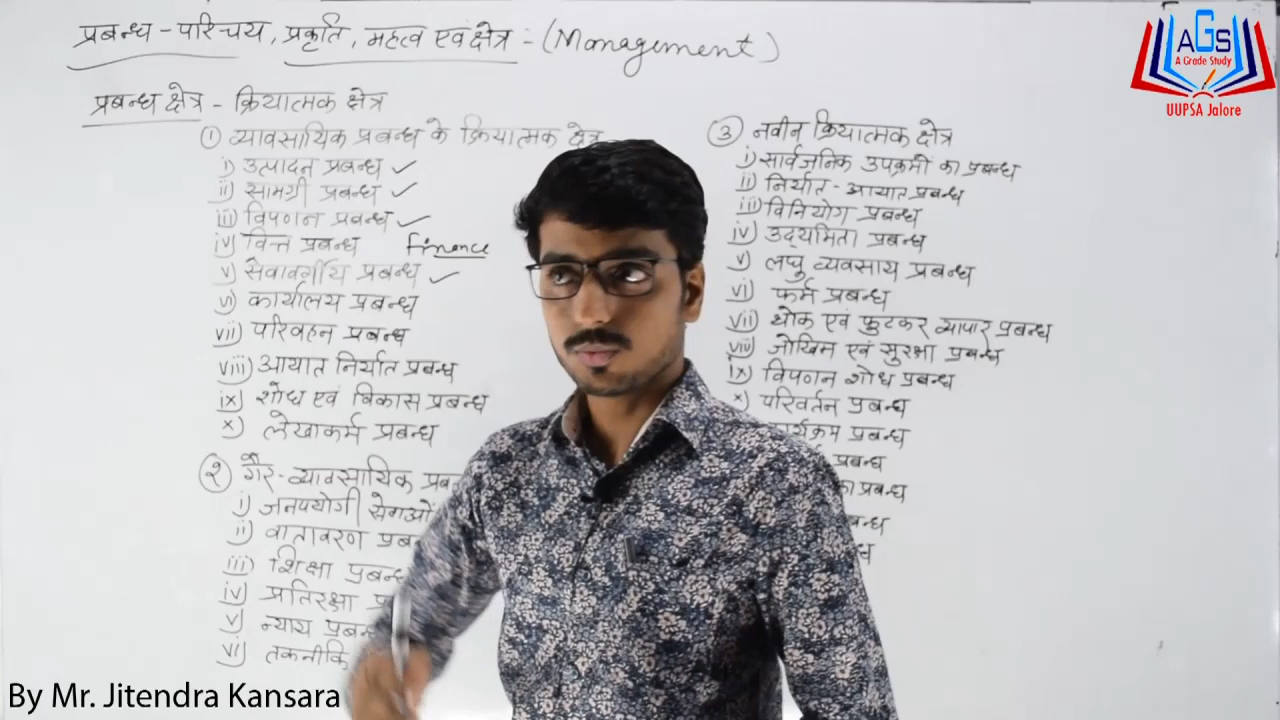 प्रबन्ध - परिचय, प्रकृति, महत्व एवं क्षेत्र :- (Management)
प्रबन्ध क्षेत्र - क्रियात्मक क्षेत्र
① व्यावसायिक प्रबन्ध के क्रियात्मक क्षेत्र
i) उत्पादन प्रबन्ध ✓
ii) सामग्री प्रबन्ध ✓
iii) विपणन प्रबन्ध ✓
iv) वित्त प्रबन्ध Finance
v) सेवावर्गीय प्रबन्ध ✓
vi) कार्यालय प्रबन्ध
vii) परिवहन प्रबन्ध
viii) आयात निर्यात प्रबन्ध
ix) शोध एवं विकास प्रबन्ध
x) लेखाकर्म प्रबन्ध
② गैर-व्यावसायिक
i) जनपयोगी सेवाओं
ii) वातावरण
iii) शिक्षा प्रबन्ध
iv) प्रतिरक्षा
v) न्याय
vi)
③ नवीन क्रियात्मक क्षेत्र
i) सार्वजनिक उपक्रमों का प्रबन्ध
ii) निर्यात-आयात प्रबन्ध
iii) विनियोग प्रबन्ध
iv) उद्यमिता प्रबन्ध
v) लघु व्यवसाय प्रबन्ध
vi) फर्म प्रबन्ध
vii) थोक एवं फुटकर व्यापार प्रबन्ध
viii) जोखिम एवं सुरक्षा प्रबन्ध
ix) विपणन शोध प्रबन्ध
x) परिवर्तन प्रबन्ध
प्रबन्ध
प्रबन्ध
का प्रबन्ध
AGS
A Grade Study
UUPSA Jalore
By Mr. Jitendra Kansara